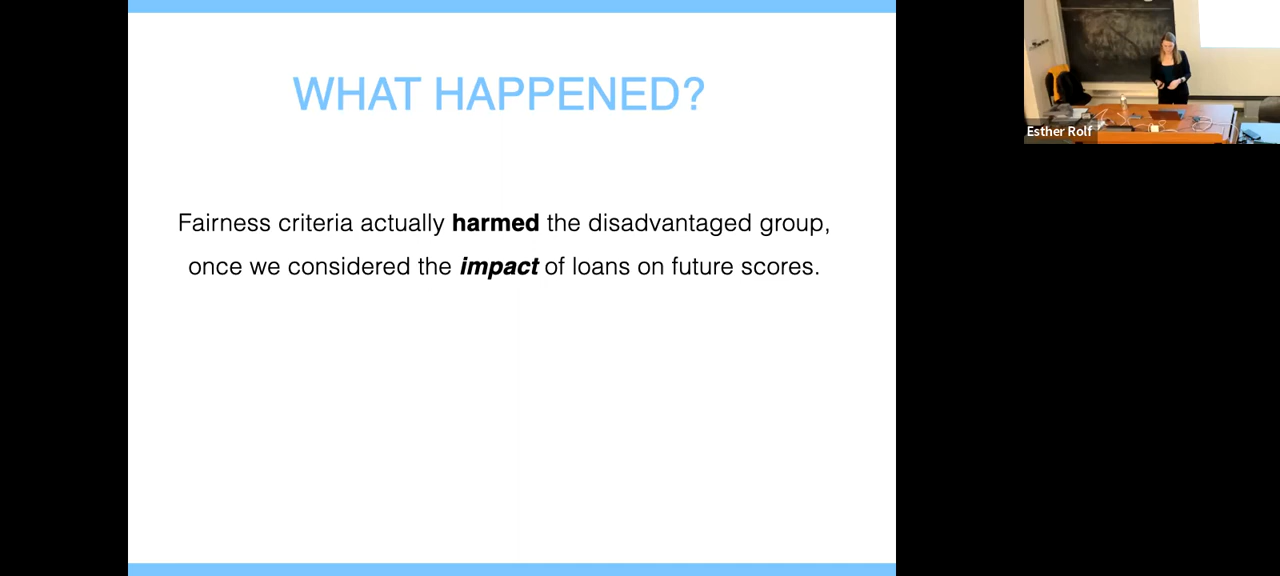 WHAT HAPPENED?
Fairness criteria actually harmed the disadvantaged group,
once we considered the impact of loans on future scores.
Esther Rolf